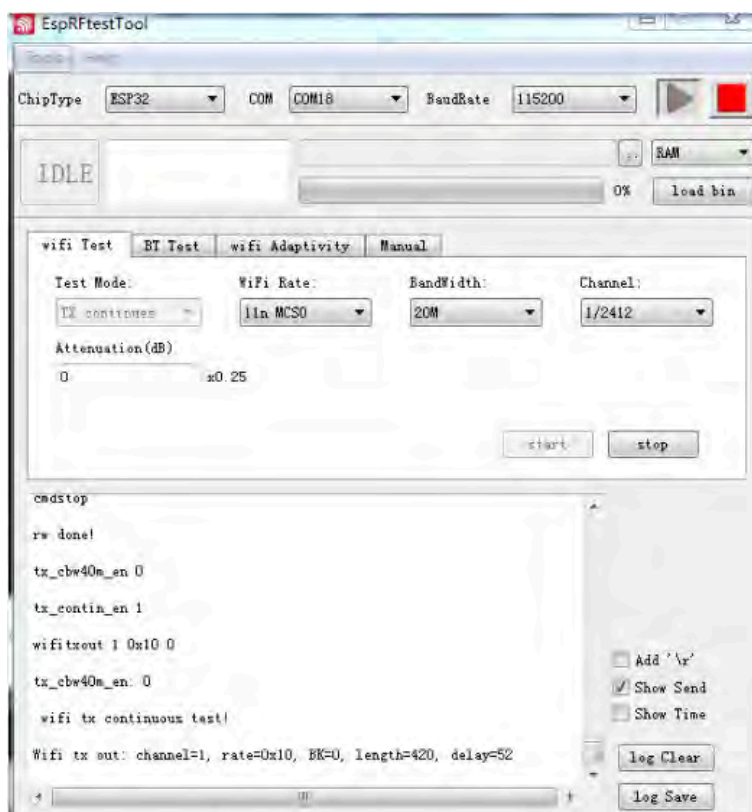 EspRFtestTool
ChipType ESP32 COM COM18 BaudRate 115200
IDLE
.. RAM
0% load bin
wifi Test BT Test wifi Adaptivity Manual
Test Mode: WiFi Rate: BandWidth: Channel:
TX continues 11n MCS0 20M 1/2412
Attenuation(dB)
0 x0.25
start stop
cmdstop
rw done!
tx_cbw40m_en 0
tx_contin_en 1
wifitxout 1 0x10 0
tx_cbw40m_en: 0
wifi tx continuous test!
Wifi tx out: channel=1, rate=0x10, BK=0, length=420, delay=52
Add '\r'
Show Send
Show Time
log Clear
log Save